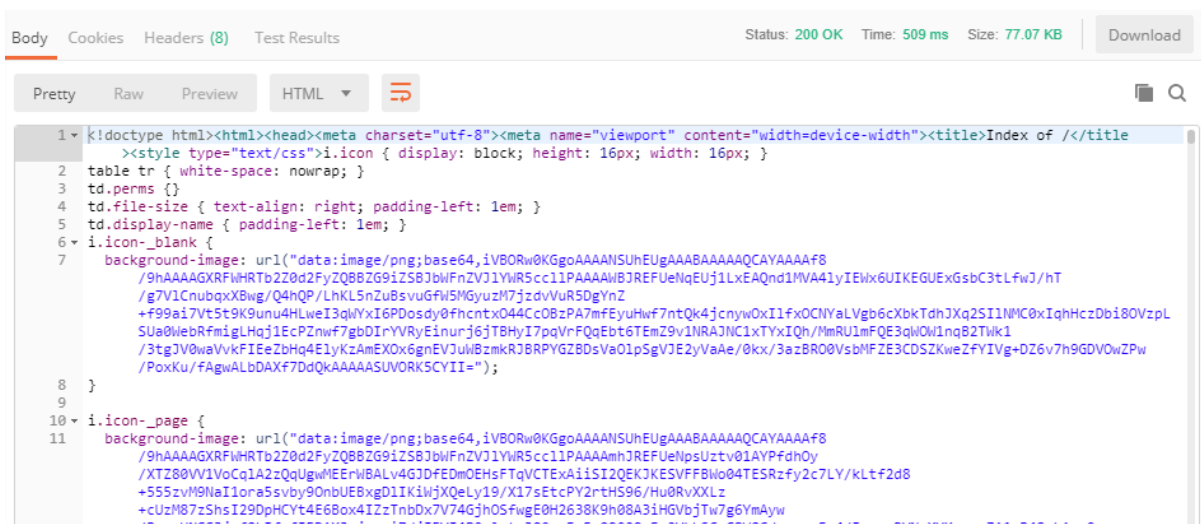 Body Cookies Headers (8) Test Results Status: 200 OK Time: 509 ms Size: 77.07 KB Download
Pretty Raw Preview HTML
1 <!doctype html><html><head><meta charset="utf-8"><meta name="viewport" content="width=device-width"><title>Index of /</title
><style type="text/css">i.icon { display: block; height: 16px; width: 16px; }
2 table tr { white-space: nowrap; }
3 td.perms {}
4 td.file-size { text-align: right; padding-left: 1em; }
5 td.display-name { padding-left: 1em; }
6 i.icon-_blank {
7 background-image: url("data:image/png;base64,iVBORw0KGgoAAAANSUhEUgAAABAAAAAQCAYAAAAf8
/9hAAAAGXRFWHRTb2Z0d2FyZQBBZG9iZSBJbWFnZVJlYWR5ccllPAAAAWBJREFUeNqEUj1LxEAQnd1MVA4lyIEWx6UIKEGUExGsbC3tLfwJ/hT
/g7VlCnubqxXBwg/Q4hQP/LhKL5nZuBsvuGfW5MGyuzM7jzdvVuR5DgYnZ
+f99ai7Vt5t9K9unu4HLweI3qWYxI6PDosdy0fhcntxO44CcOBzPA7mfEyuHwf7ntQk4jcnywOxIlfxOCNYaLVgb6cXbkTdhJXq2SIlNMC0xIqhHczDbi8OVzpL
SUa0WebRfmigLHqj1EcPZnwf7gbDIrYVRyEinurj6jTBHyI7pqVrFQqEbt6TEmZ9v1NRAJNC1xTYxIQh/MmRUlmFQE3qWOW1nqB2TWk1
/3tgJV0waVvkFIEeZbHq4ElyKzAmEXOx6gnEVJuWBzmkRJBRPYGZBDsVaOlpSgVJE2yVaAe/0kx/3azBRO0VsbMFZE3CDSZKweZfYIVg+DZ6v7h9GDVOwZPw
/PoxKu/fAgwALbDAXf7DdQkAAAAASUVORK5CYII=");
8 }
9
10 i.icon-_page {
11 background-image: url("data:image/png;base64,iVBORw0KGgoAAAANSUhEUgAAABAAAAAQCAYAAAAf8
/9hAAAAGXRFWHRTb2Z0d2FyZQBBZG9iZSBJbWFnZVJlYWR5ccllPAAAAmhJREFUeNpsUztv01AYPfdhOy
/XTZ80VV1VoCqlA2zQqUgwMEErWBALv4GJDfEDmOEHsFTqVCTExAiiSI2QEKJKESVFFBWo04TESRzfy2c7LY/kLtf2d8
+555zvM9NaI1ora5svby9OnbUEBxgDlIKiWjXQeLy19/X17sEtcPY2rtHS96/Hu0RvXXLz
+cUzM87zShsI29DpHCYt4E6Box4IZzTnbDx7V74GjhOSfwgE0H2638K9h08A3iHGVbjTw7g6YmAyw